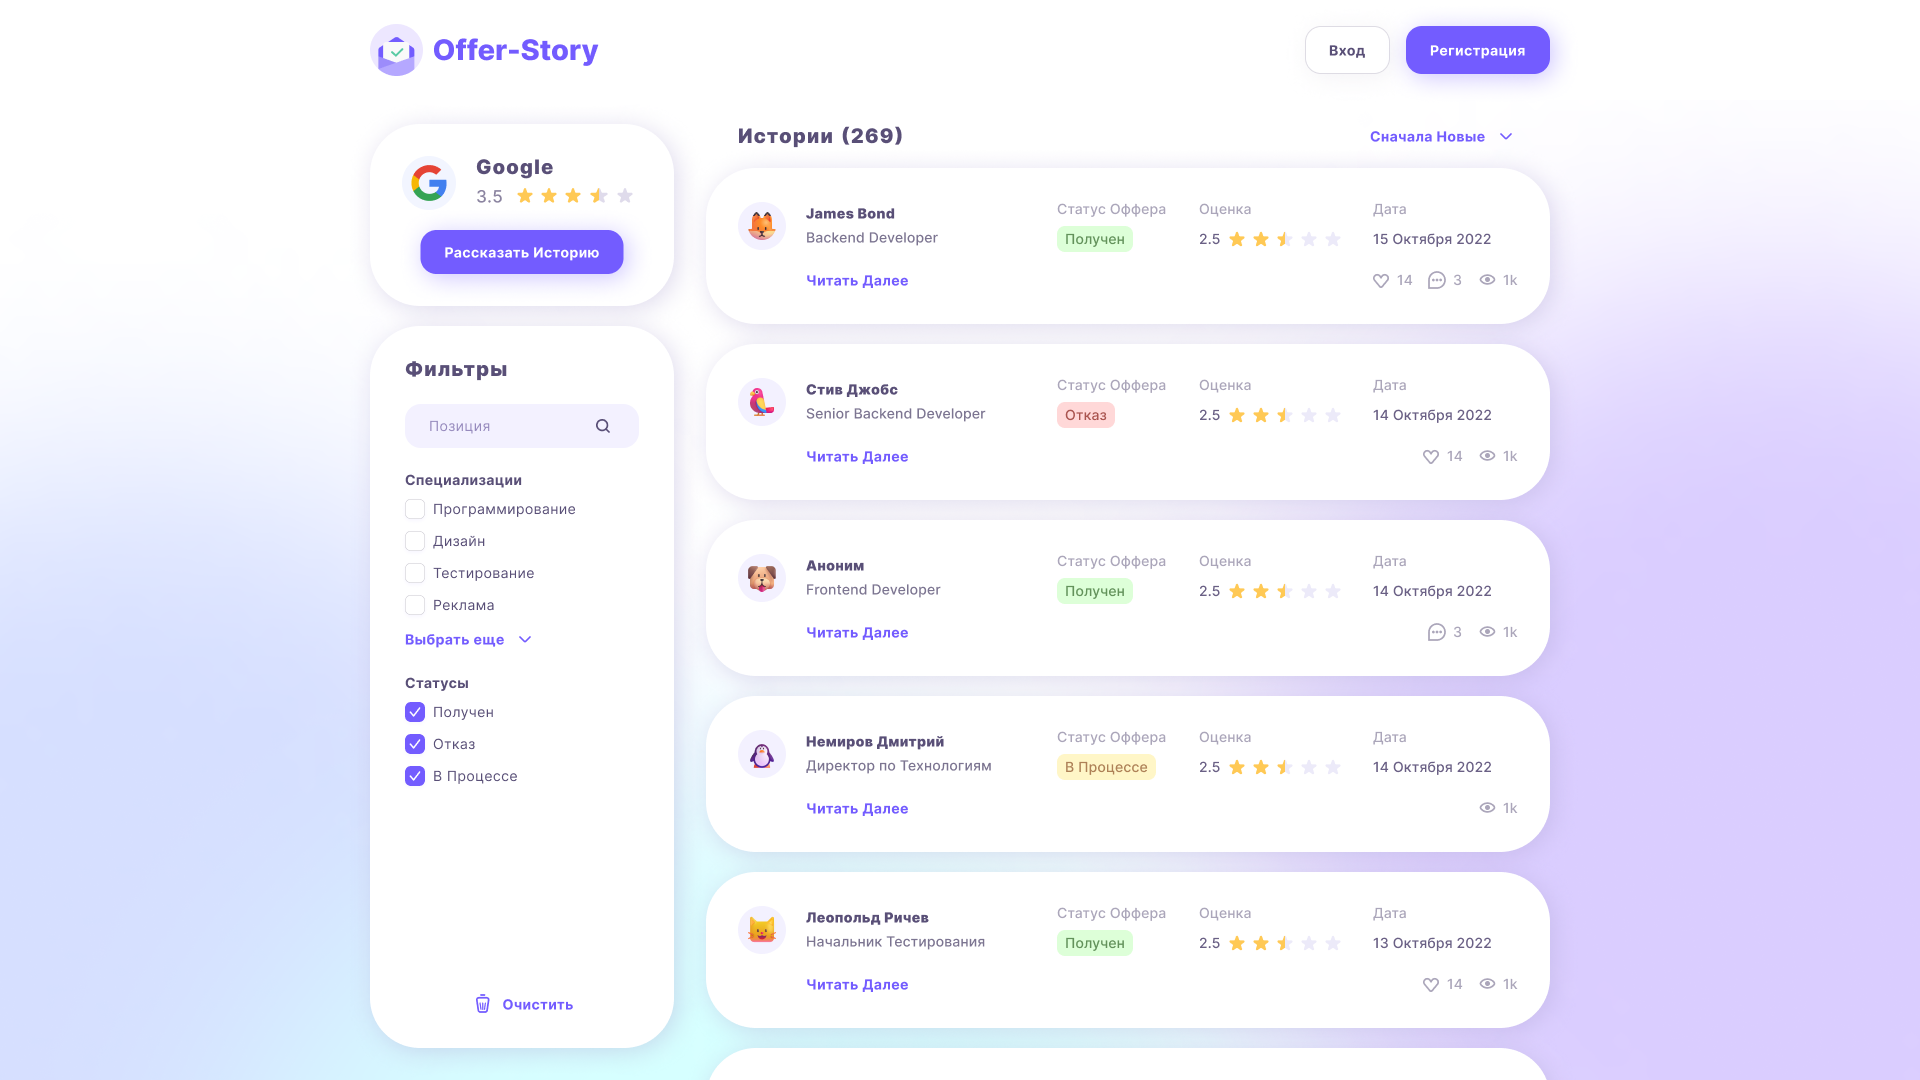 Offer-Story
Вход
Регистрация
Google
3.5
Рассказать Историю
Фильтры
Позиция
Специализации
Программирование
Дизайн
Тестирование
Реклама
Выбрать еще
Статусы
Получен
Отказ
В Процессе
Очистить
Истории (269)
Сначала Новые
James Bond
Backend Developer
Статус Оффера
Получен
Оценка
2.5
Дата
15 Октября 2022
Читать Далее
14
3
1k
Стив Джобс
Senior Backend Developer
Статус Оффера
Отказ
Оценка
2.5
Дата
14 Октября 2022
Читать Далее
14
1k
Аноним
Frontend Developer
Статус Оффера
Получен
Оценка
2.5
Дата
14 Октября 2022
Читать Далее
3
1k
Немиров Дмитрий
Директор по Технологиям
Статус Оффера
В Процессе
Оценка
2.5
Дата
14 Октября 2022
Читать Далее
1k
Леопольд Ричев
Начальник Тестирования
Статус Оффера
Получен
Оценка
2.5
Дата
13 Октября 2022
Читать Далее
14
1k